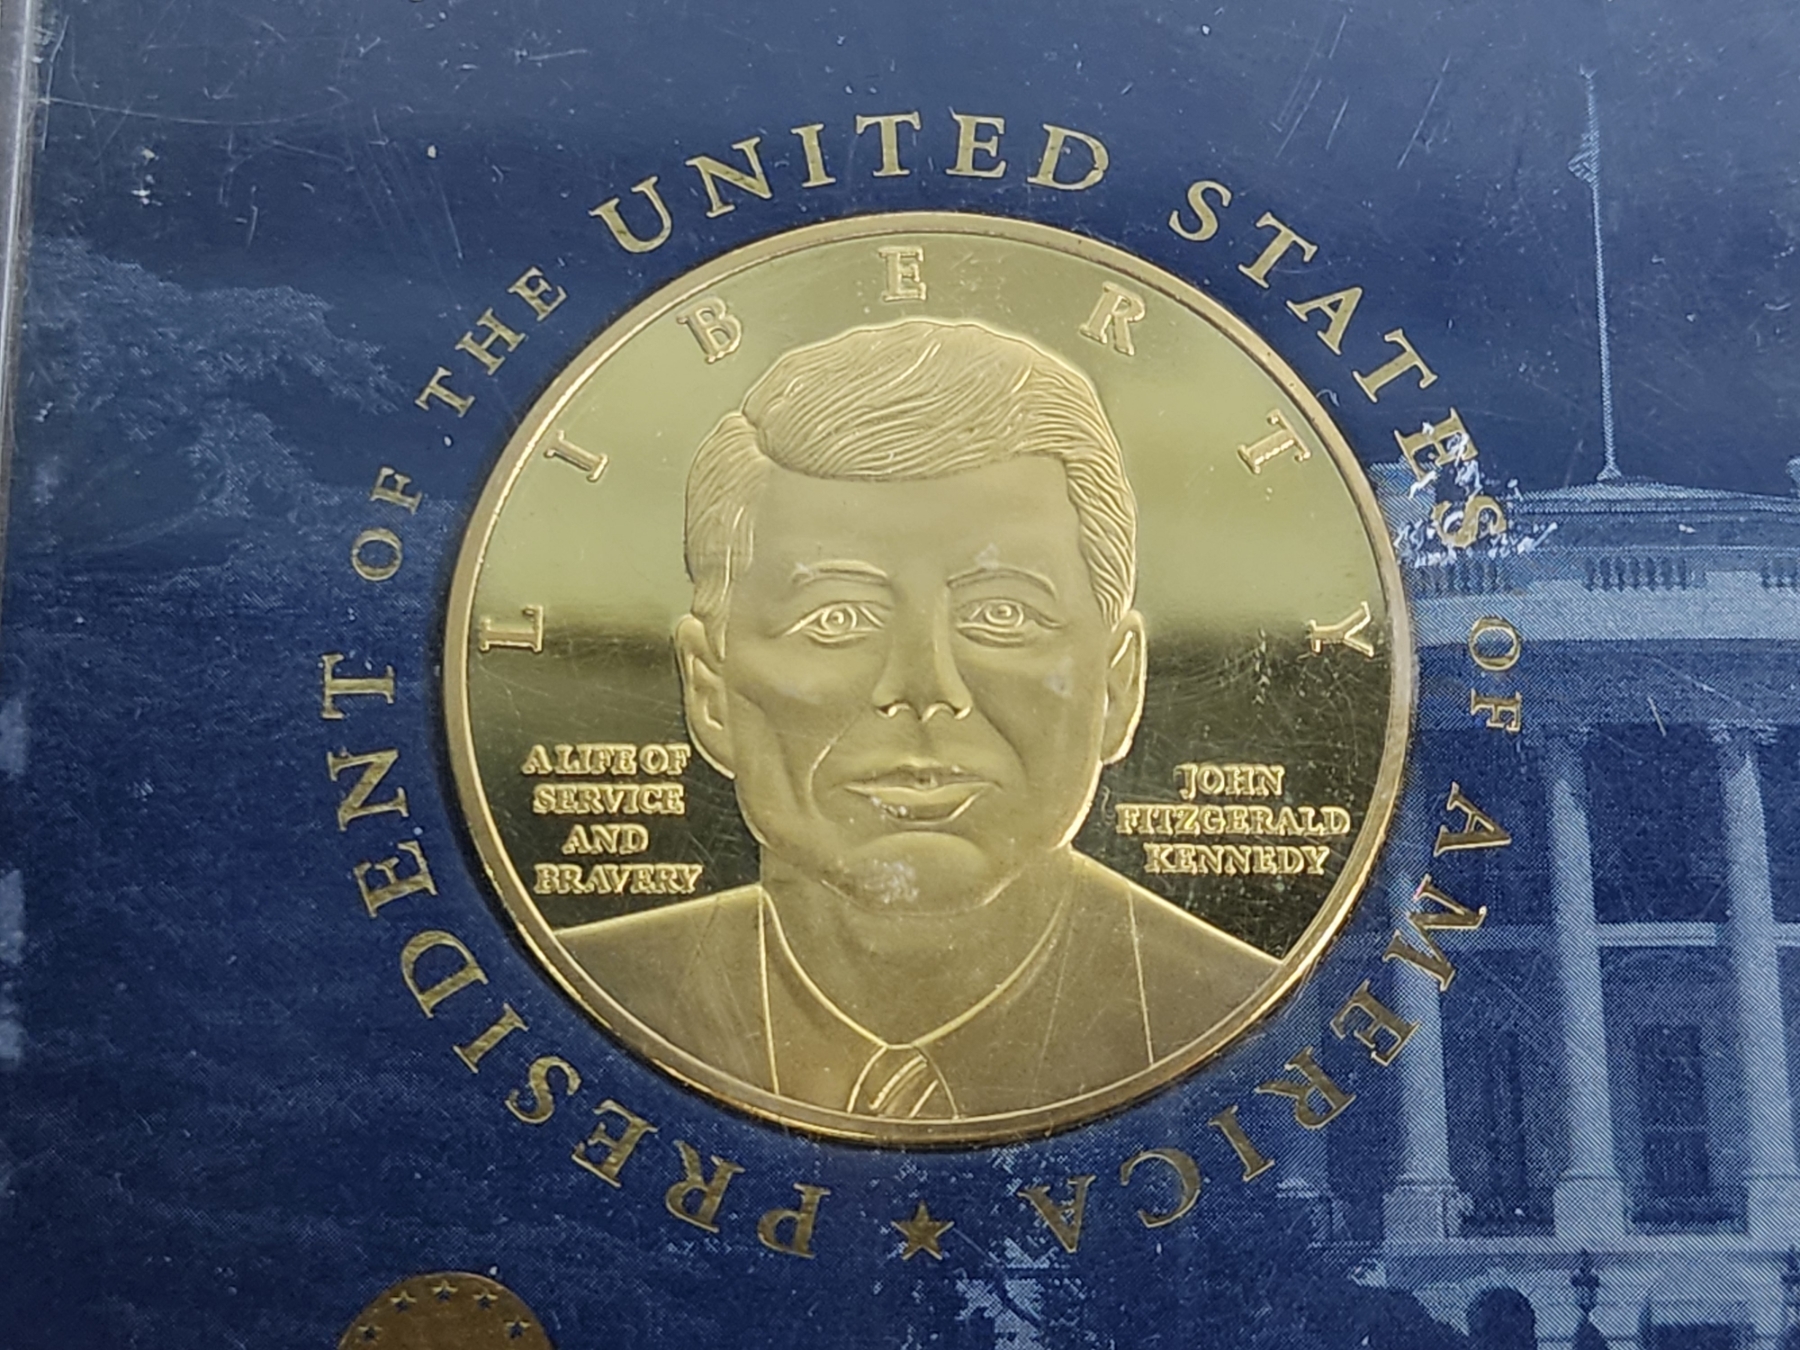 PRESIDENT OF THE UNITED STATES OF AMERICA
LIBERTY
A LIFE OF
SERVICE
AND
BRAVERY
JOHN
FITZGERALD
KENNEDY